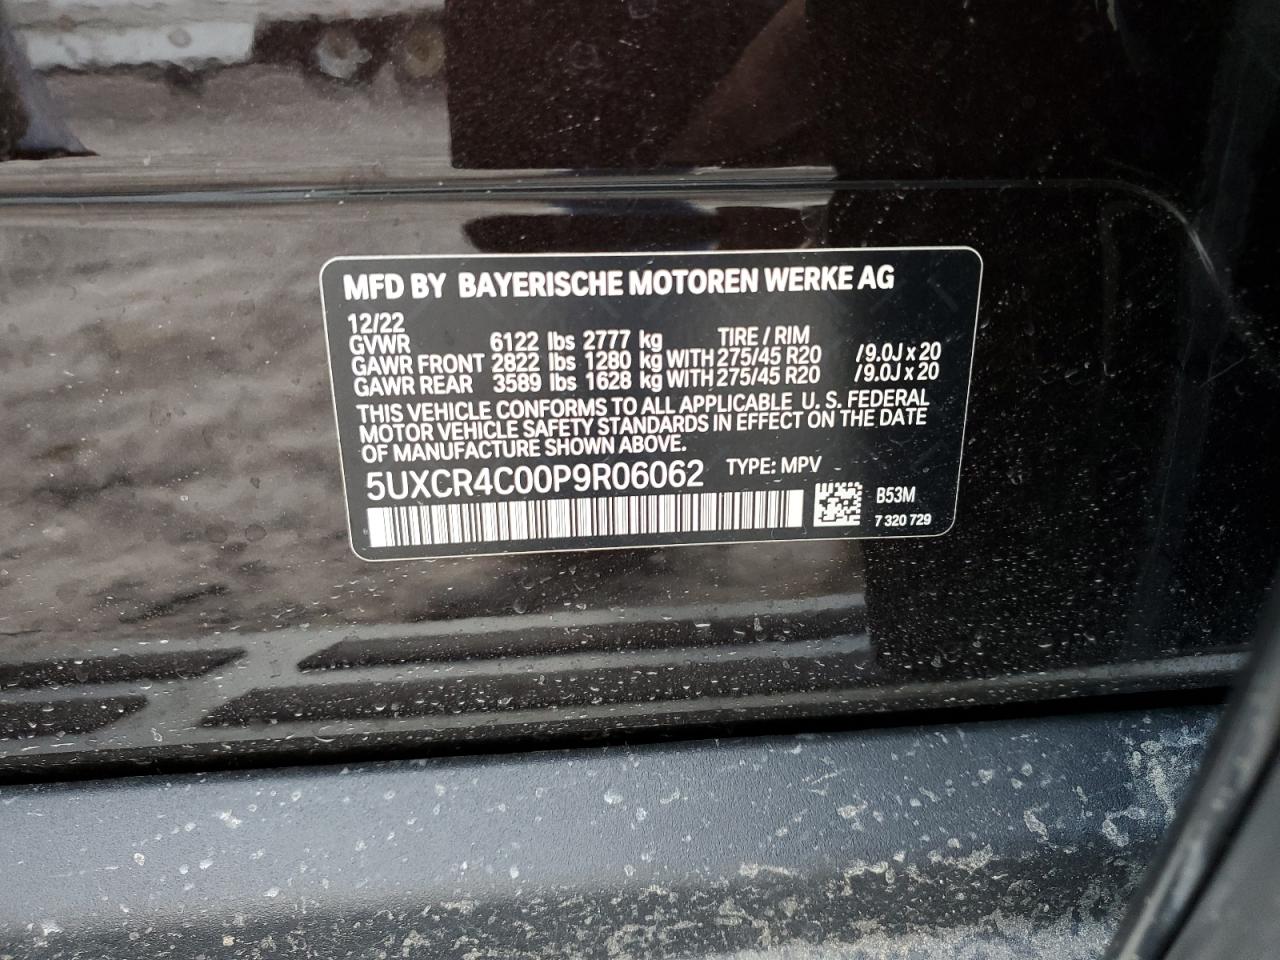 MFD BY BAYERISCHE MOTOREN WERKE AG
12/22
GVWR 6122 lbs 2777 kg TIRE / RIM
GAWR FRONT 2822 lbs 1280 kg WITH 275/45 R20 /9.0J x 20
GAWR REAR 3589 lbs 1628 kg WITH 275/45 R20 /9.0J x 20
THIS VEHICLE CONFORMS TO ALL APPLICABLE U. S. FEDERAL
MOTOR VEHICLE SAFETY STANDARDS IN EFFECT ON THE DATE
OF MANUFACTURE SHOWN ABOVE.
5UXCR4C00P9R06062 TYPE: MPV
B53M
7 320 729